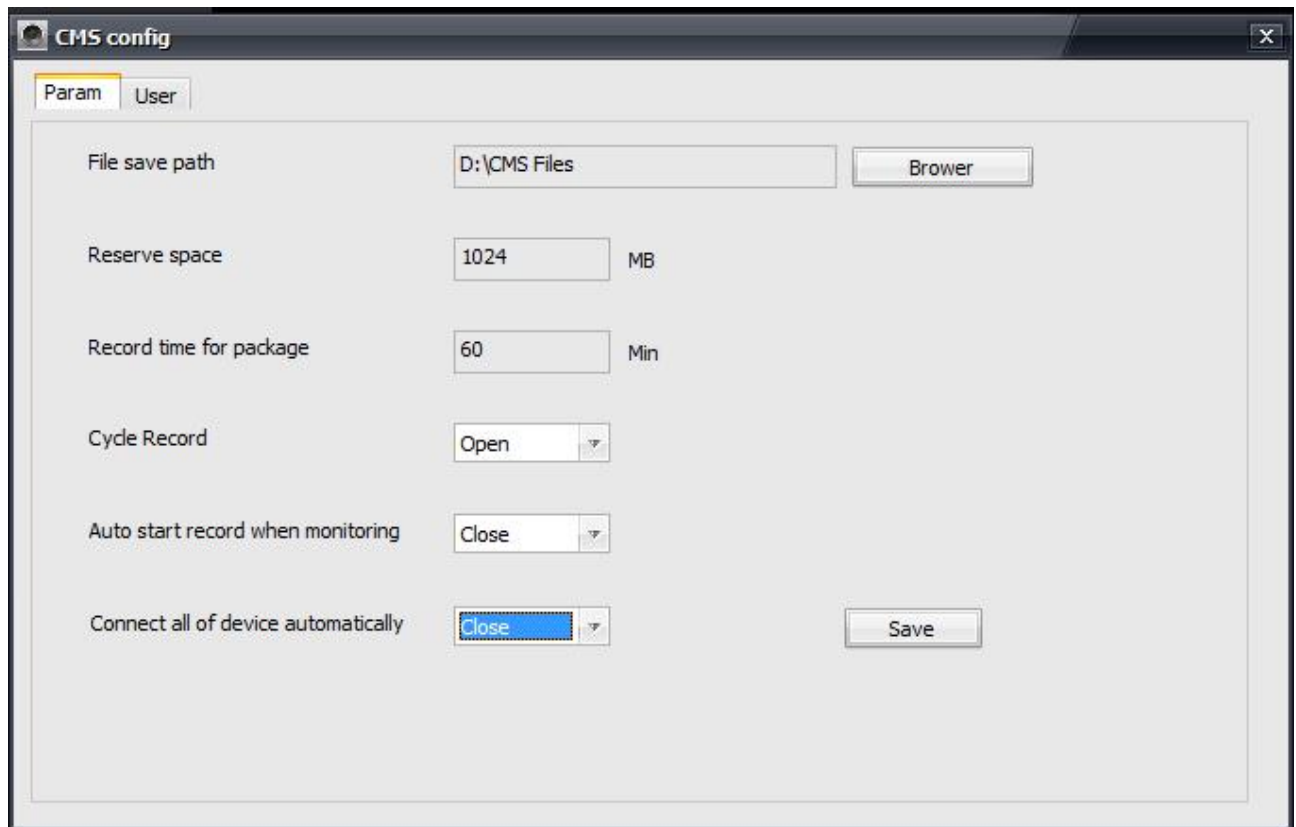 CMS config
X
Param User
File save path D:\CMS Files Brower
Reserve space 1024 MB
Record time for package 60 Min
Cycle Record Open
Auto start record when monitoring Close
Connect all of device automatically Close Save